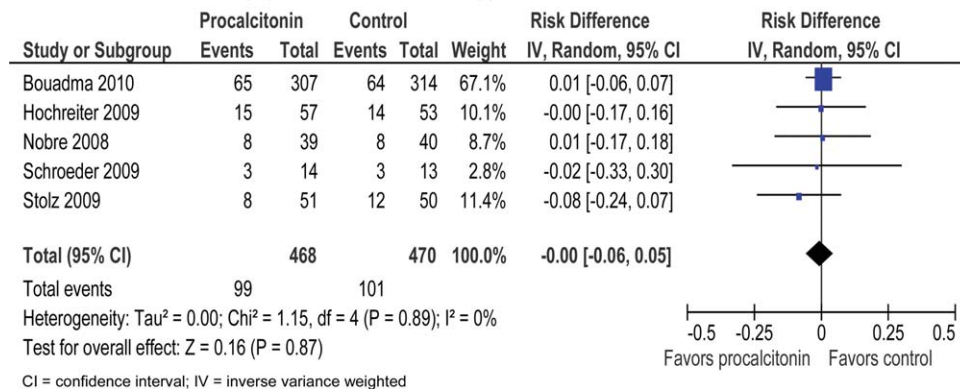 Procalcitonin Control Risk Difference Risk Difference
Study or Subgroup Events Total Events Total Weight IV, Random, 95% CI IV, Random, 95% CI
Bouadma 2010 65 307 64 314 67.1% 0.01 [-0.06, 0.07]
Hochreiter 2009 15 57 14 53 10.1% -0.00 [-0.17, 0.16]
Nobre 2008 8 39 8 40 8.7% 0.01 [-0.17, 0.18]
Schroeder 2009 3 14 3 13 2.8% -0.02 [-0.33, 0.30]
Stolz 2009 8 51 12 50 11.4% -0.08 [-0.24, 0.07]
Total (95% CI) 468 470 100.0% -0.00 [-0.06, 0.05]
Total events 99 101
Heterogeneity: Tau² = 0.00; Chi² = 1.15, df = 4 (P = 0.89); I² = 0%
Test for overall effect: Z = 0.16 (P = 0.87)
-0.5 -0.25 0 0.25 0.5
Favors procalcitonin Favors control
CI = confidence interval; IV = inverse variance weighted